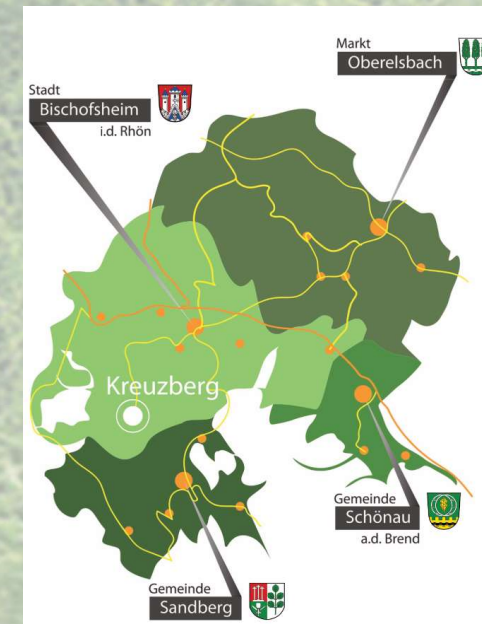 Markt
Oberelsbach
Stadt
Bischofsheim
i.d. Rhön
Kreuzberg
Gemeinde
Schönau
a.d. Brend
Gemeinde
Sandberg